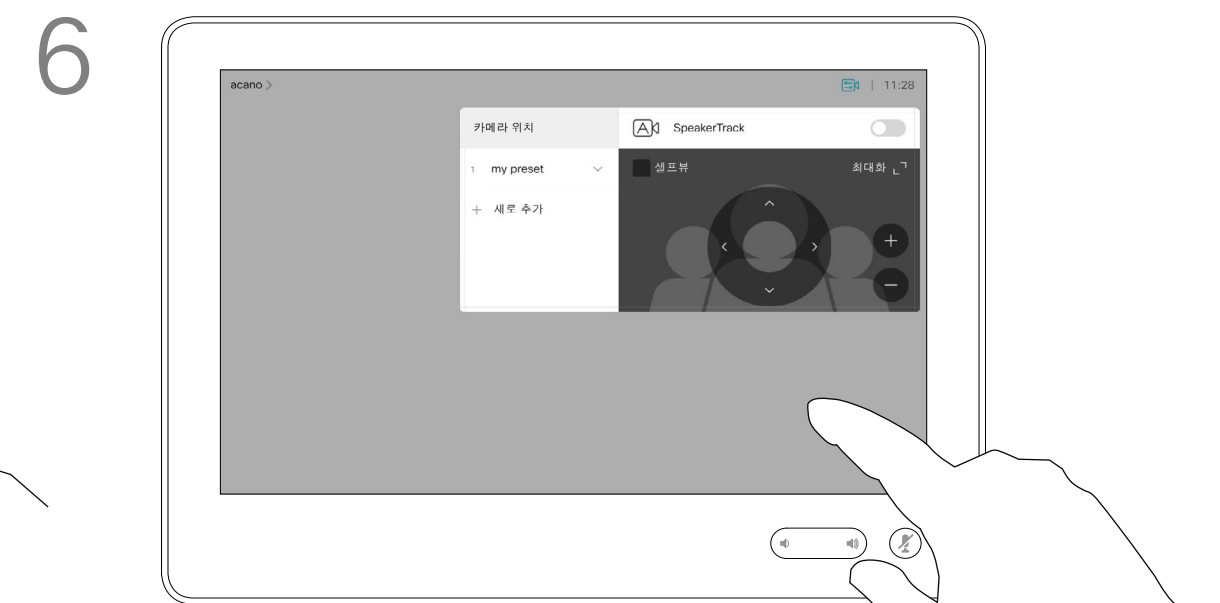 6
acano >
11:28
카메라 위치
SpeakerTrack
1 my preset
셀프뷰
최대화
+ 새로 추가